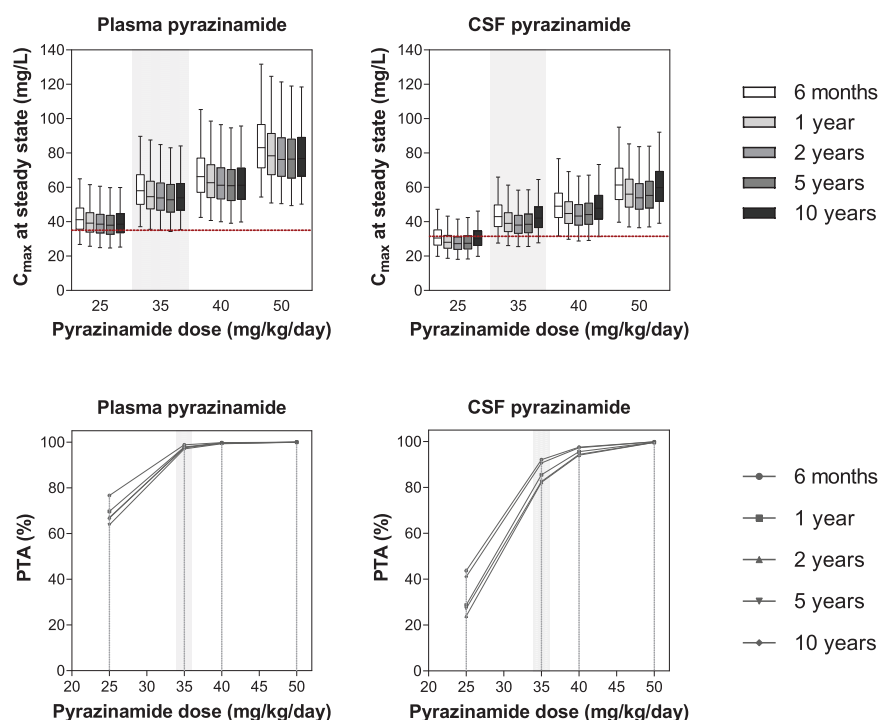 Plasma pyrazinamide
CSF pyrazinamide
C_max at steady state (mg/L)
140
120
100
80
60
40
20
0
25
35
40
50
Pyrazinamide dose (mg/kg/day)
C_max at steady state (mg/L)
140
120
100
80
60
40
20
0
25
35
40
50
Pyrazinamide dose (mg/kg/day)
6 months
1 year
2 years
5 years
10 years
Plasma pyrazinamide
CSF pyrazinamide
PTA (%)
100
80
60
40
20
0
20
25
30
35
40
45
50
Pyrazinamide dose (mg/kg/day)
PTA (%)
100
80
60
40
20
0
20
25
30
35
40
45
50
Pyrazinamide dose (mg/kg/day)
6 months
1 year
2 years
5 years
10 years